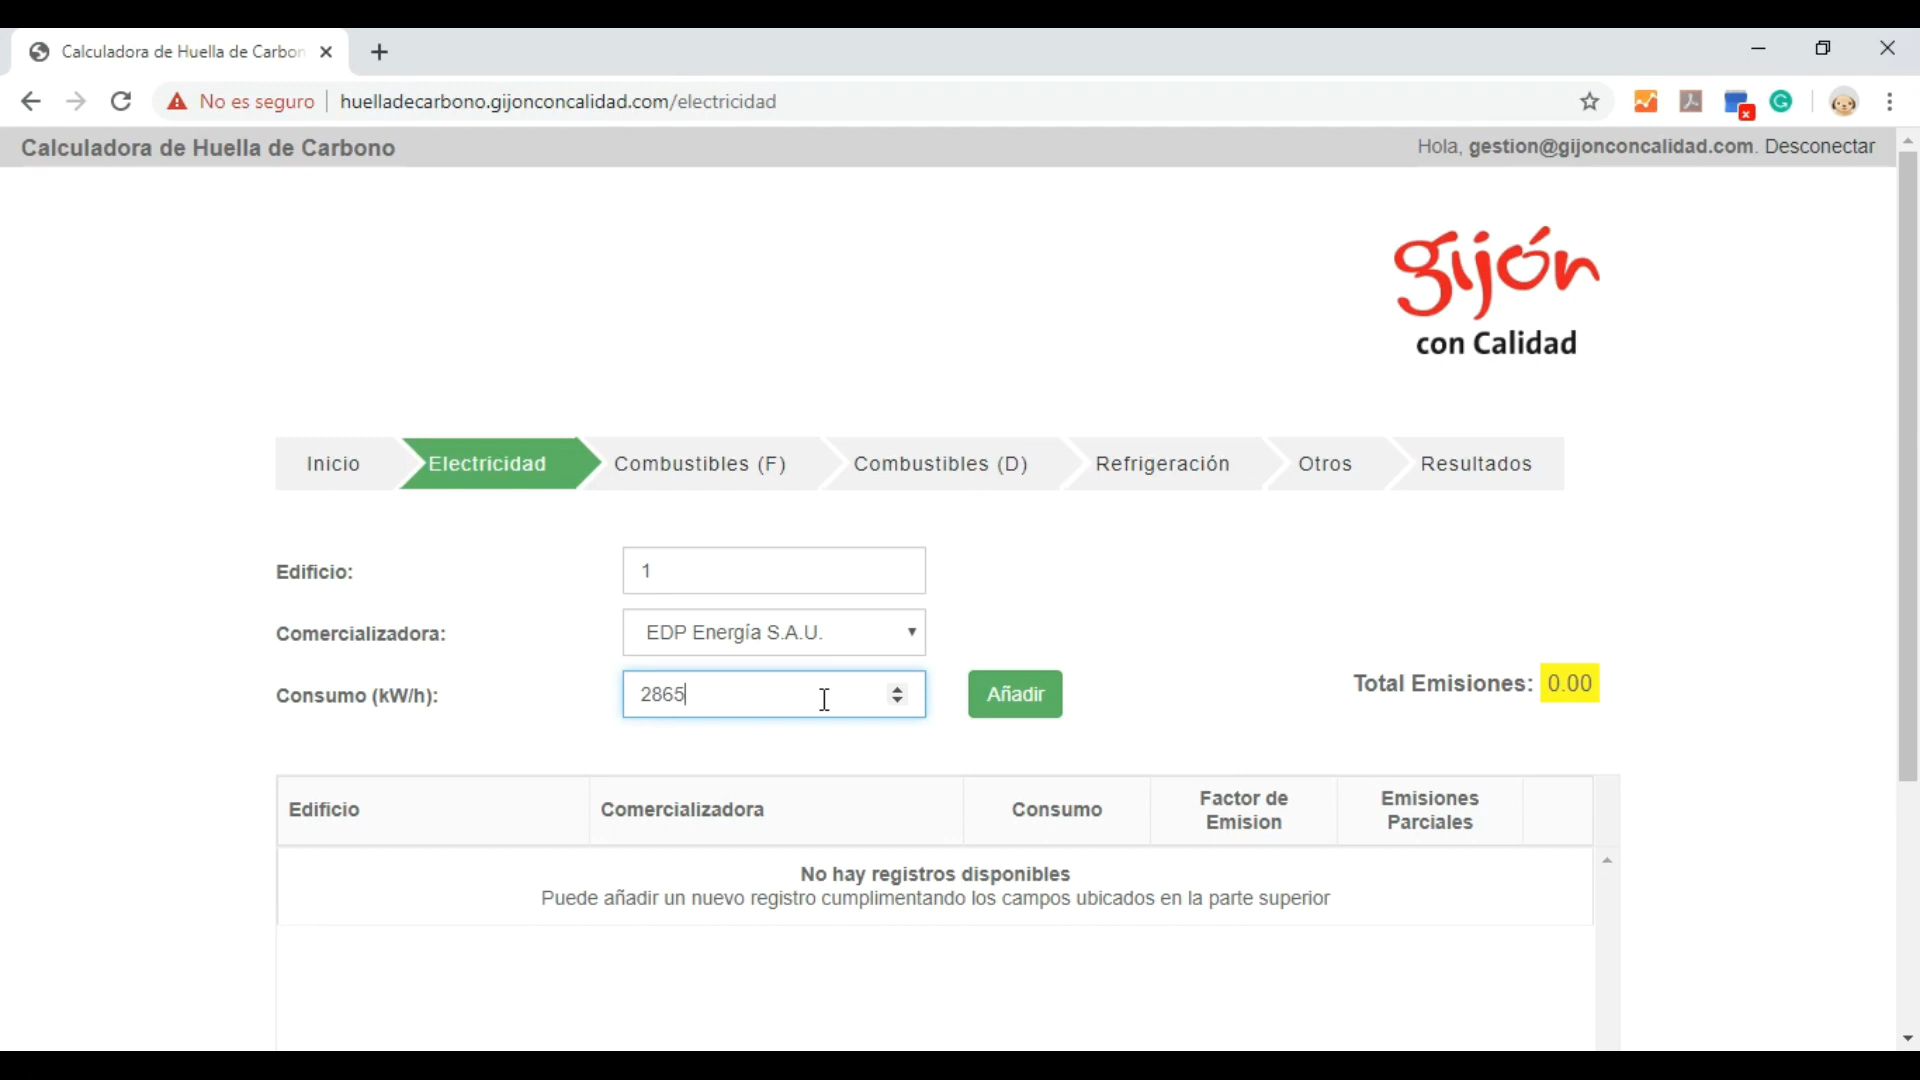 Calculadora de Huella de Carbon
No es seguro huelladecarbono.gijonconcalidad.com/electricidad
Calculadora de Huella de Carbono
Hola, gestion@gijonconcalidad.com. Desconectar
gijón
con Calidad
Inicio
Electricidad
Combustibles (F)
Combustibles (D)
Refrigeración
Otros
Resultados
Edificio: 1
Comercializadora: EDP Energía S.A.U.
Consumo (kW/h): 2865 Añadir
Total Emisiones: 0.00
Edificio
Comercializadora
Consumo
Factor de
Emision
Emisiones
Parciales
No hay registros disponibles
Puede añadir un nuevo registro cumplimentando los campos ubicados en la parte superior